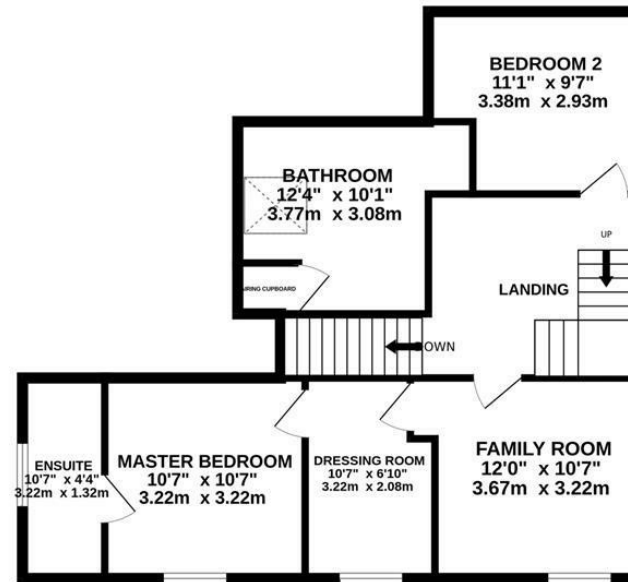 BEDROOM 2
11'1" x 9'7"
3.38m x 2.93m
BATHROOM
12'4" x 10'1"
3.77m x 3.08m
UP
CUPBOARD
LANDING
ENSUITE
10'7" x 4'4"
3.22m x 1.32m
MASTER BEDROOM
10'7" x 10'7"
3.22m x 3.22m
DRESSING ROOM
10'7" x 6'10"
3.22m x 2.08m
FAMILY ROOM
12'0" x 10'7"
3.67m x 3.22m